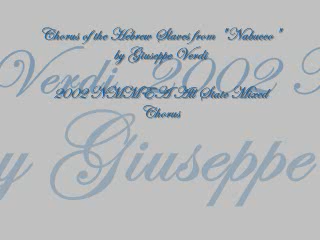 Chorus of the Hebrew Slaves from "Nabucco"
by Giuseppe Verdi
2002 NMMEA All State Mixed
Chorus
Verdi 2002 N
y Giuseppe